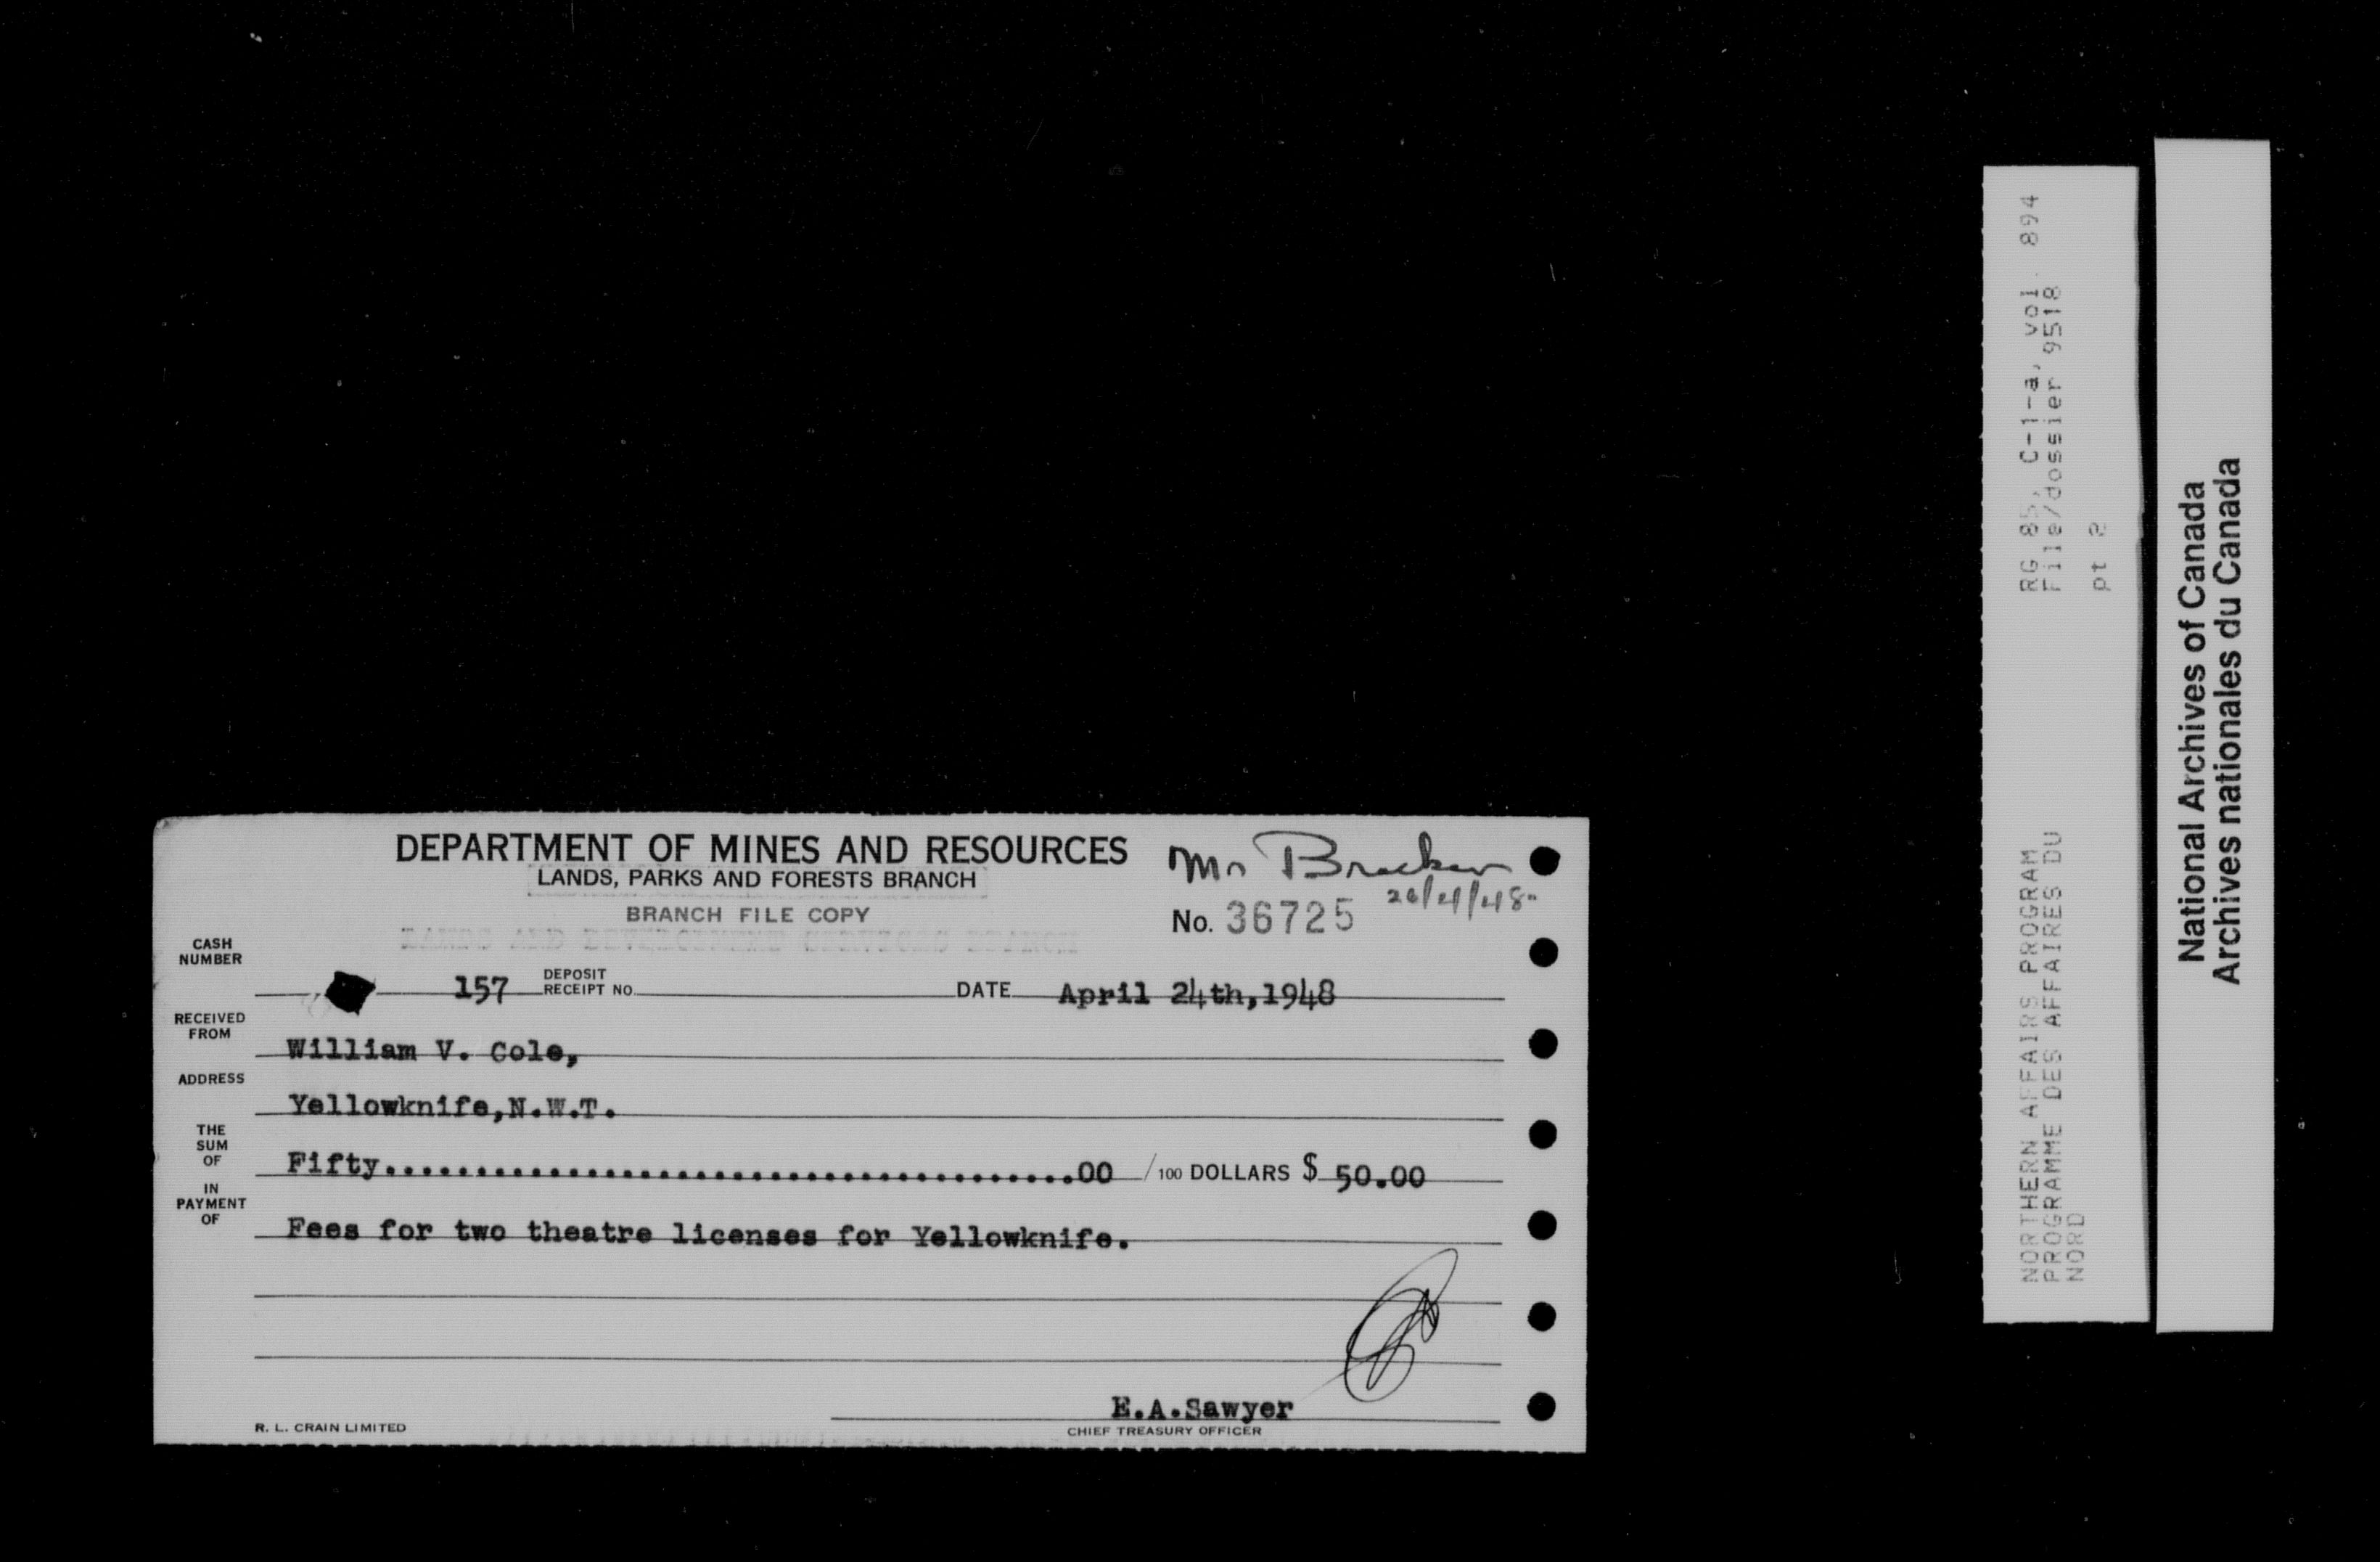 DEPARTMENT OF MINES AND RESOURCES
LANDS, PARKS AND FORESTS BRANCH
BRANCH FILE COPY
Mr Bracken
26/4/48
No. 36725
CASH NUMBER 157 DEPOSIT RECEIPT NO. DATE April 24th,1948
RECEIVED FROM William V. Cole,
ADDRESS Yellowknife,N.W.T.
THE SUM OF Fifty......................................00 /100 DOLLARS $ 50.00
IN PAYMENT OF Fees for two theatre licenses for Yellowknife.
E.A.Sawyer
CHIEF TREASURY OFFICER
R. L. CRAIN LIMITED
RG 85, C-1-a, vol. 894
File/dossier 9518
pt 2
NORTHERN AFFAIRS PROGRAM
PROGRAMME DES AFFAIRES DU
NORD
National Archives of Canada
Archives nationales du Canada